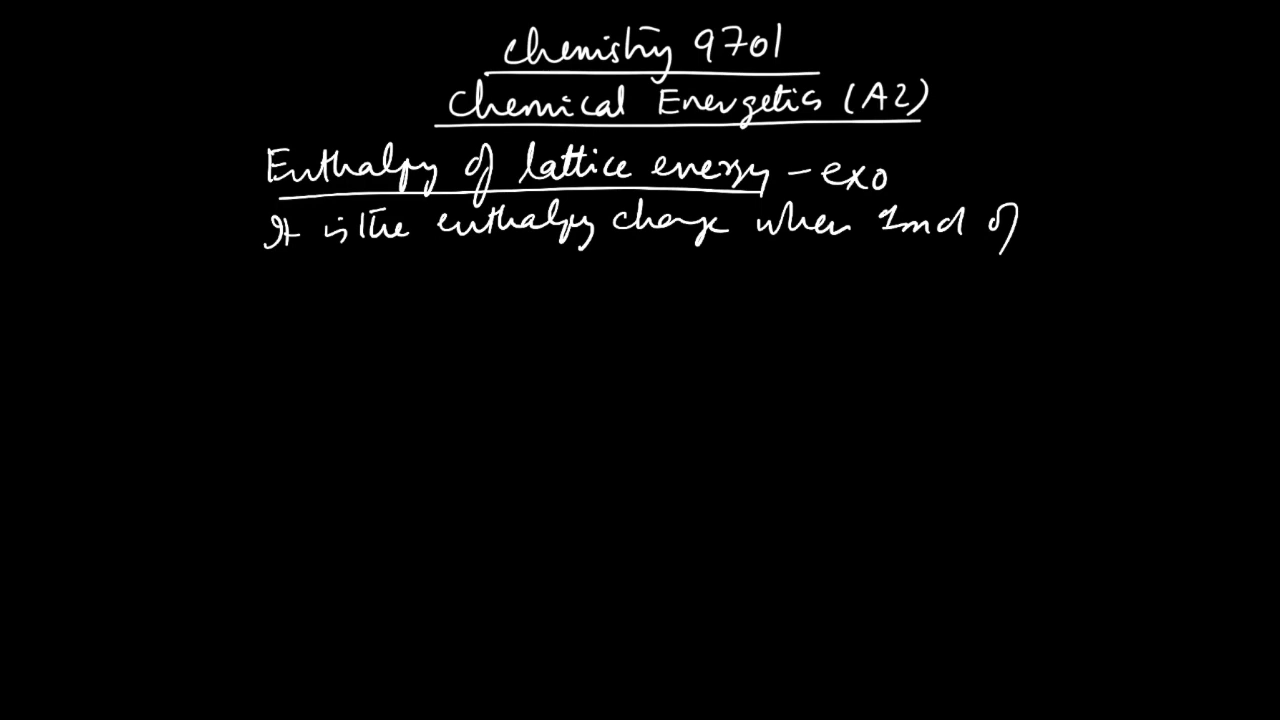 Chemistry 9701
Chemical Energetics (A2)
Enthalpy of lattice energy - exo
It is the enthalpy change when 1mol of